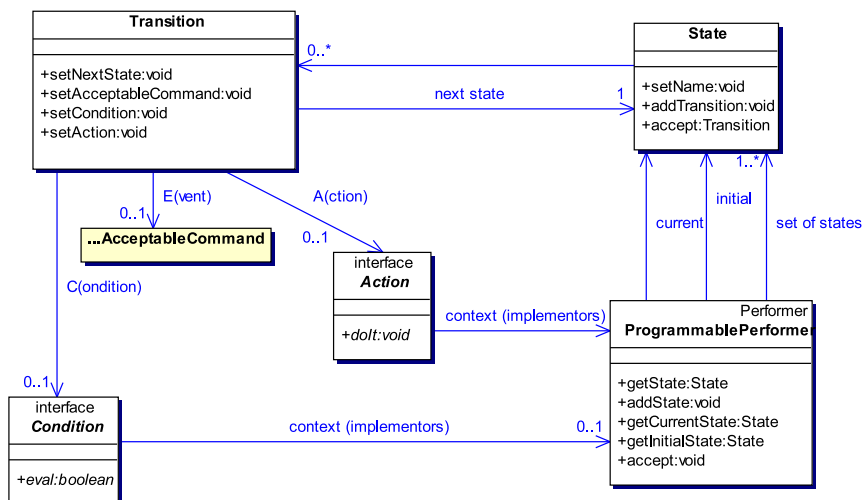 Transition
+setNextState:void
+setAcceptableCommand:void
+setCondition:void
+setAction:void
State
+setName:void
+addTransition:void
+accept:Transition
0..*
next state
1
E(vent)
0..1
A(ction)
0..1
...AcceptableCommand
C(ondition)
0..1
1..*
initial
current
set of states
interface
Action
+doIt:void
context (implementors)
Performer
ProgrammablePerformer
+getState:State
+addState:void
+getCurrentState:State
+getInitialState:State
+accept:void
interface
Condition
+eval:boolean
context (implementors)
0..1